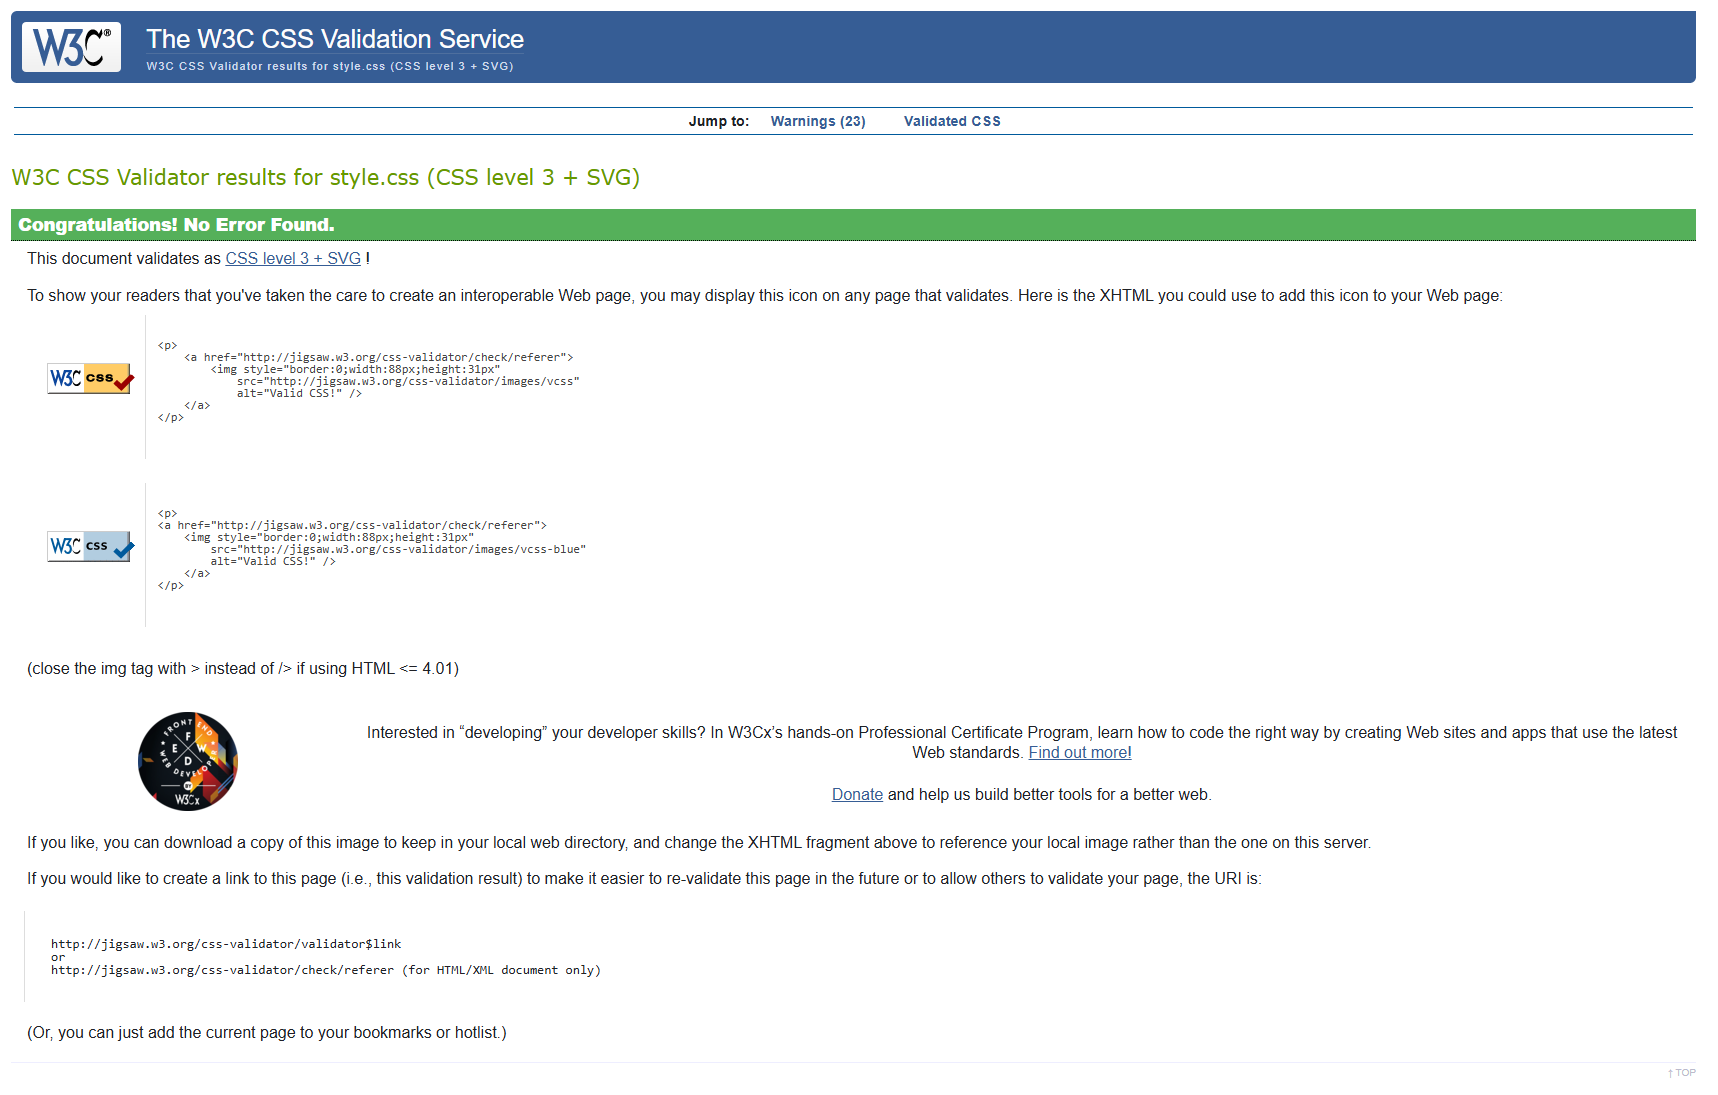 W3C®
The W3C CSS Validation Service
W3C CSS Validator results for style.css (CSS level 3 + SVG)
Jump to: Warnings (23) Validated CSS
W3C CSS Validator results for style.css (CSS level 3 + SVG)
Congratulations! No Error Found.
This document validates as CSS level 3 + SVG !
To show your readers that you've taken the care to create an interoperable Web page, you may display this icon on any page that validates. Here is the XHTML you could use to add this icon to your Web page:
W3C css
<p>
<a href="http://jigsaw.w3.org/css-validator/check/referer">
<img style="border:0;width:88px;height:31px"
src="http://jigsaw.w3.org/css-validator/images/vcss"
alt="Valid CSS!" />
</a>
</p>
W3C css
<p>
<a href="http://jigsaw.w3.org/css-validator/check/referer">
<img style="border:0;width:88px;height:31px"
src="http://jigsaw.w3.org/css-validator/images/vcss-blue"
alt="Valid CSS!" />
</a>
</p>
(close the img tag with > instead of /> if using HTML <= 4.01)
FRONT END
F
E W
D
WEB DEVELOPER
BY
W3Cx
Interested in “developing” your developer skills? In W3Cx’s hands-on Professional Certificate Program, learn how to code the right way by creating Web sites and apps that use the latest
Web standards. Find out more!
Donate and help us build better tools for a better web.
If you like, you can download a copy of this image to keep in your local web directory, and change the XHTML fragment above to reference your local image rather than the one on this server.
If you would like to create a link to this page (i.e., this validation result) to make it easier to re-validate this page in the future or to allow others to validate your page, the URI is:
http://jigsaw.w3.org/css-validator/validator$link
or
http://jigsaw.w3.org/css-validator/check/referer (for HTML/XML document only)
(Or, you can just add the current page to your bookmarks or hotlist.)
↑ TOP